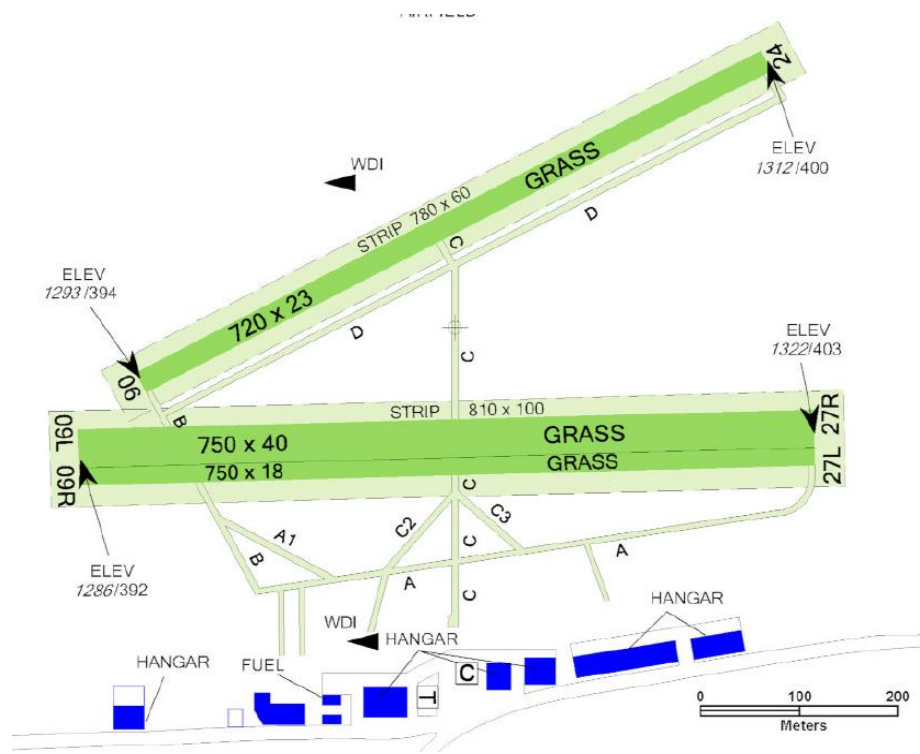 AIRFIELD
24
ELEV
1312/400
WDI
GRASS
STRIP 780 x 60
D
C
ELEV
1293/394
720 x 23
D
ELEV
1322/403
06
C
B
STRIP 810 x 100
09L
27R
750 x 40
GRASS
750 x 18
GRASS
09R
27L
C
C2
C3
A1
B
C
A
A
C
ELEV
1286/392
WDI
HANGAR
HANGAR
HANGAR
FUEL
C
T
0 100 200
Meters